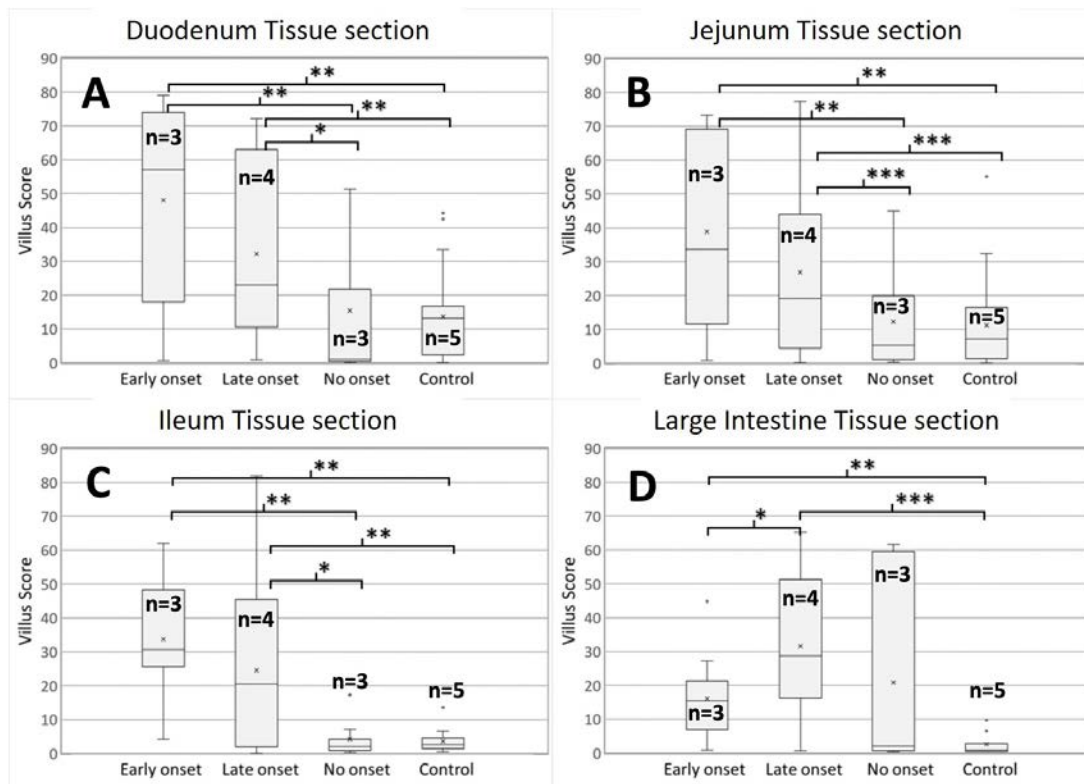 Duodenum Tissue section
A
Villus Score
90
80
70
60
50
40
30
20
10
0
**
**
**
*
n=3
n=4
n=3
n=5
Early onset Late onset No onset Control
Jejunum Tissue section
B
Villus Score
90
80
70
60
50
40
30
20
10
0
**
**
***
***
n=3
n=4
n=3
n=5
Early onset Late onset No onset Control
Ileum Tissue section
C
Villus Score
90
80
70
60
50
40
30
20
10
0
**
**
**
*
n=3
n=4
n=3
n=5
Early onset Late onset No onset Control
Large Intestine Tissue section
D
Villus Score
90
80
70
60
50
40
30
20
10
0
**
***
*
n=3
n=4
n=3
n=5
Early onset Late onset No onset Control